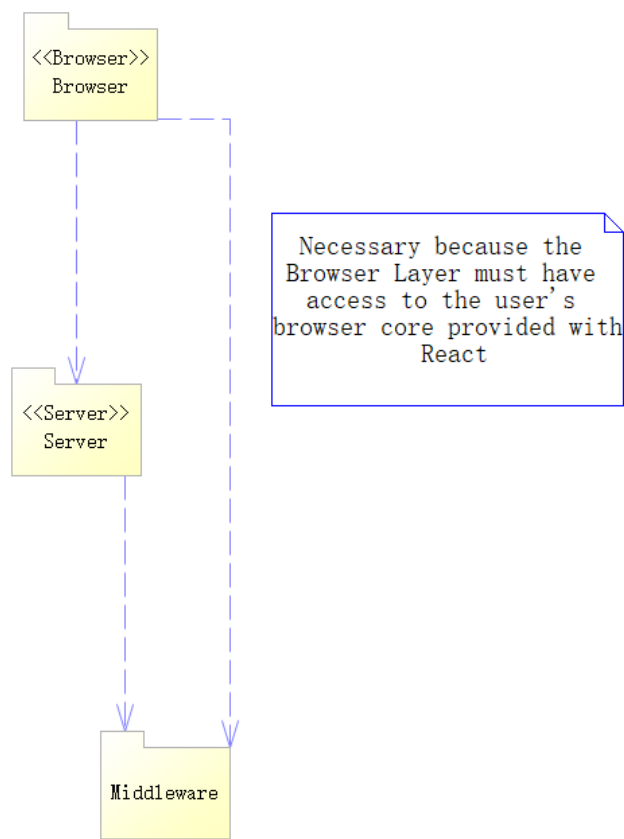 <<Browser>>
Browser
Necessary because the
Browser Layer must have
access to the user's
browser core provided with
React
<<Server>>
Server
Middleware